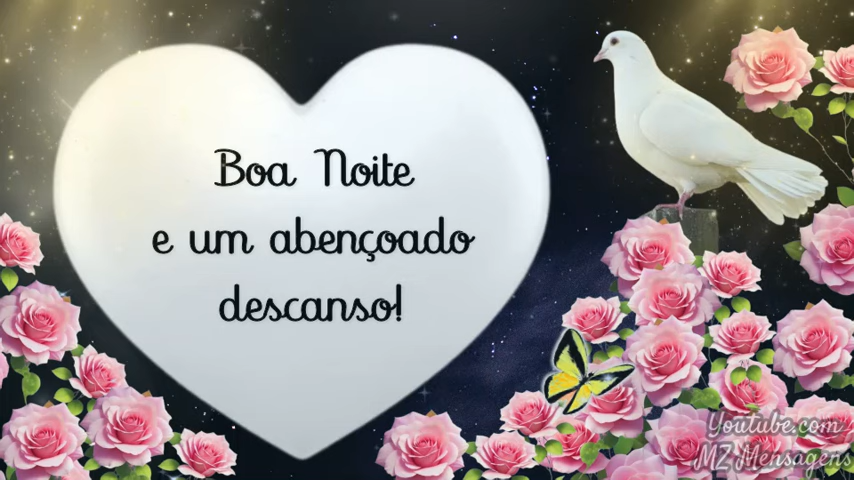 Boa Noite
e um abençoado
descanso!
Youtube.com
MZ Mensagens